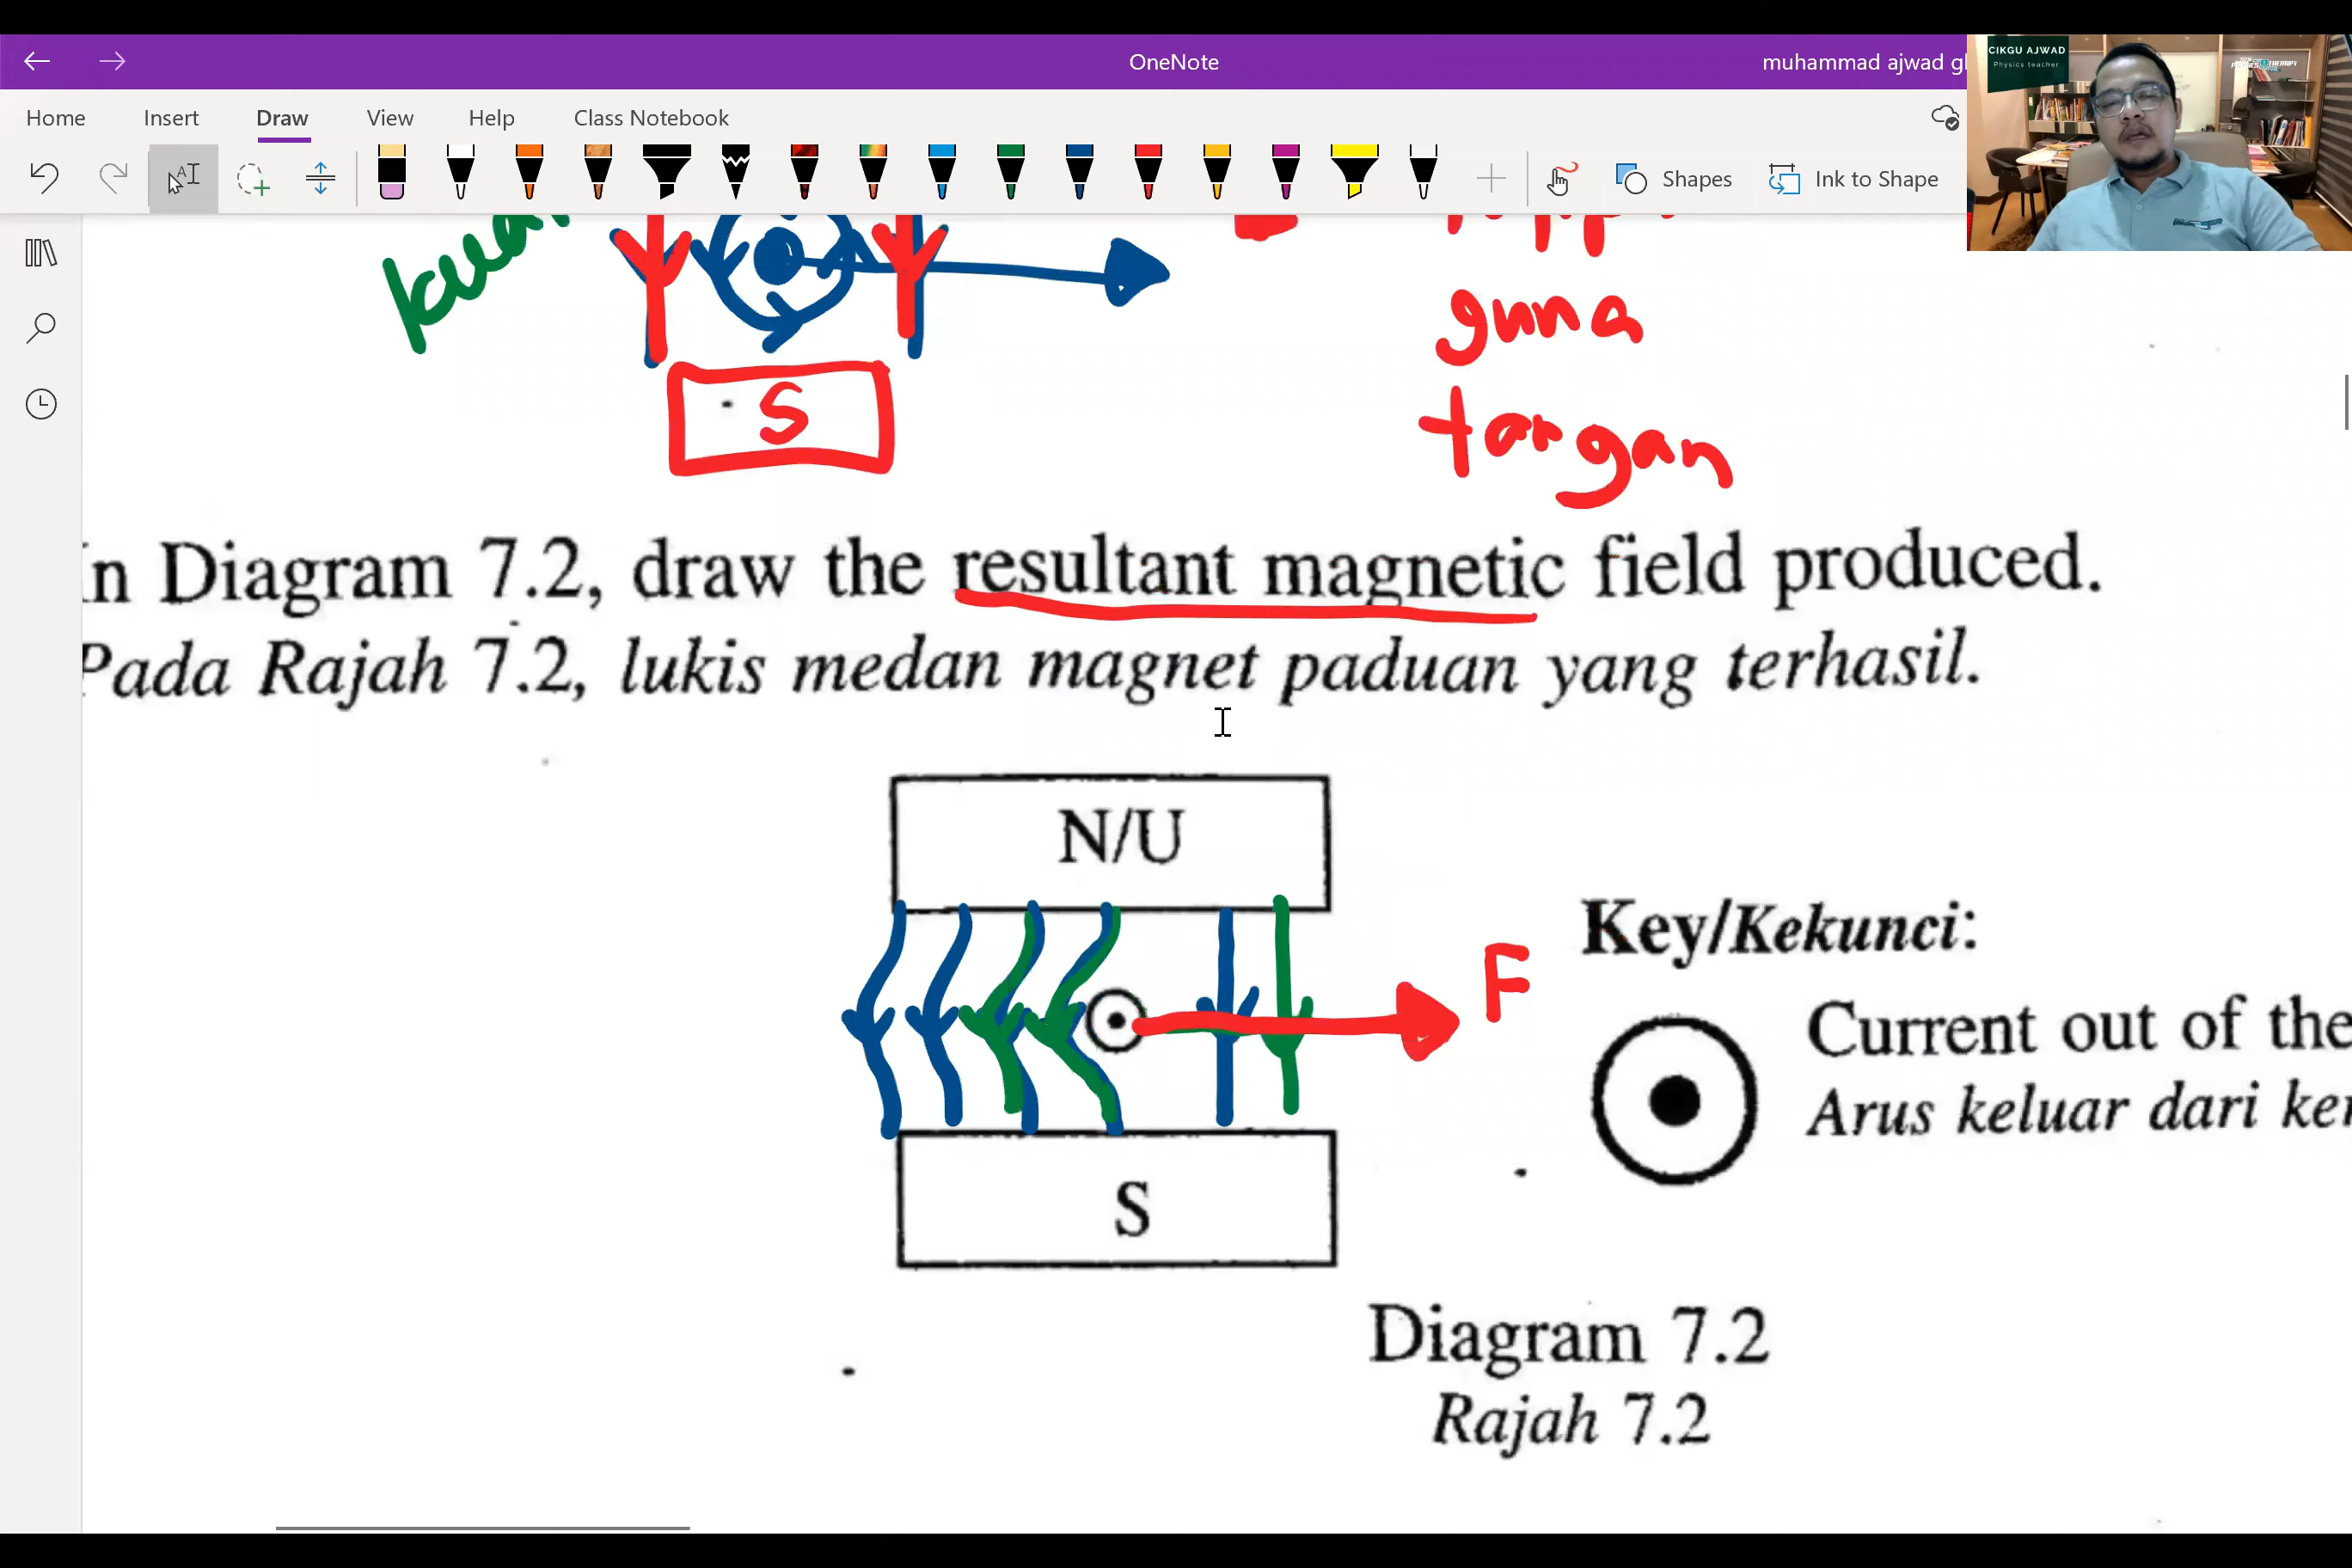 OneNote
muhammad ajwad gl
CIKGU AJWAD
Physics teacher
Home Insert Draw View Help Class Notebook
Shapes Ink to Shape
guna
S
tangan
In Diagram 7.2, draw the resultant magnetic field produced.
Pada Rajah 7.2, lukis medan magnet paduan yang terhasil.
N/U
Key/Kekunci:
F
Current out of the
Arus keluar dari ker
S
Diagram 7.2
Rajah 7.2